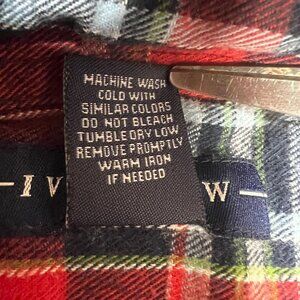 MACHINE WASH
COLD WITH
SIMILAR COLORS
DO NOT BLEACH
TUMBLE DRY LOW
REMOVE PROMPTLY
WARM IRON
IF NEEDED
I V
W